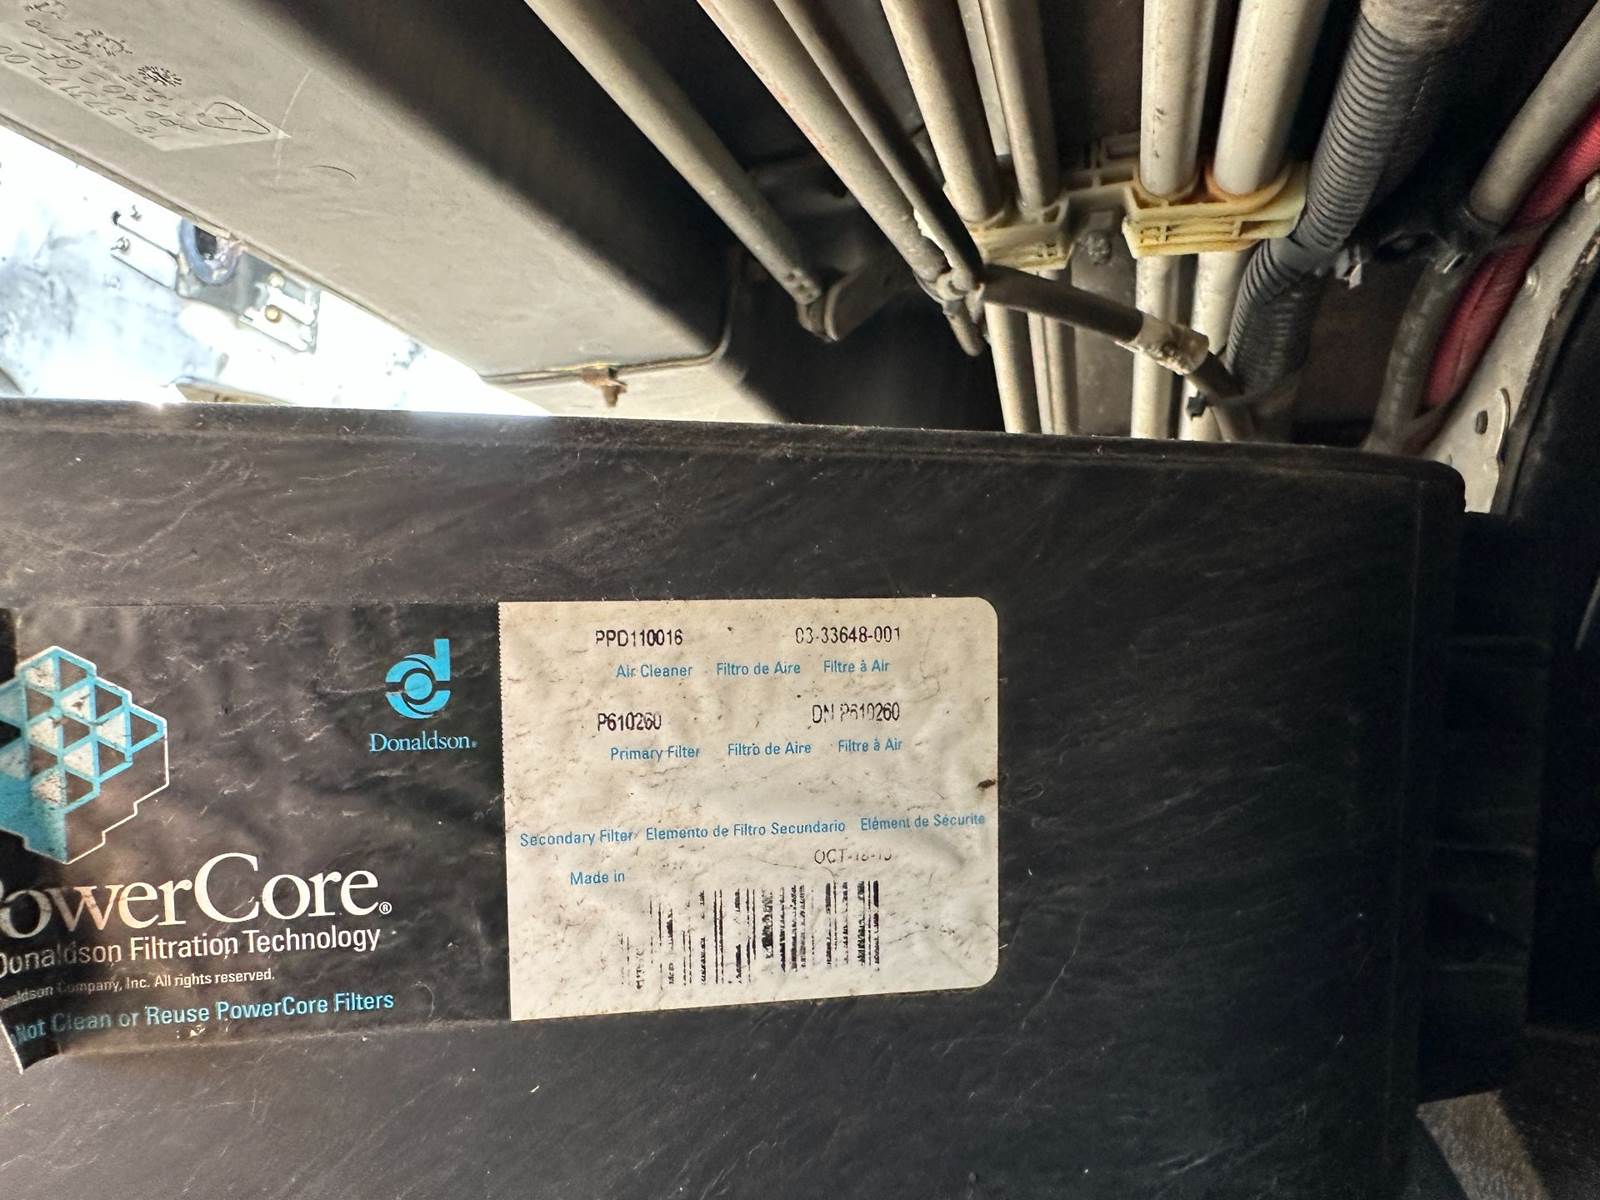 PPD110016 03-33648-001
Air Cleaner Filtro de Aire Filtre à Air
P610260 DN P610260
Primary Filter Filtro de Aire Filtre à Air
Secondary Filter Elemento de Filtro Secundario Elément de Sécurité
Made in
Donaldson®
PowerCore®
Donaldson Filtration Technology
Donaldson Company, Inc. All rights reserved.
Not Clean or Reuse PowerCore Filters